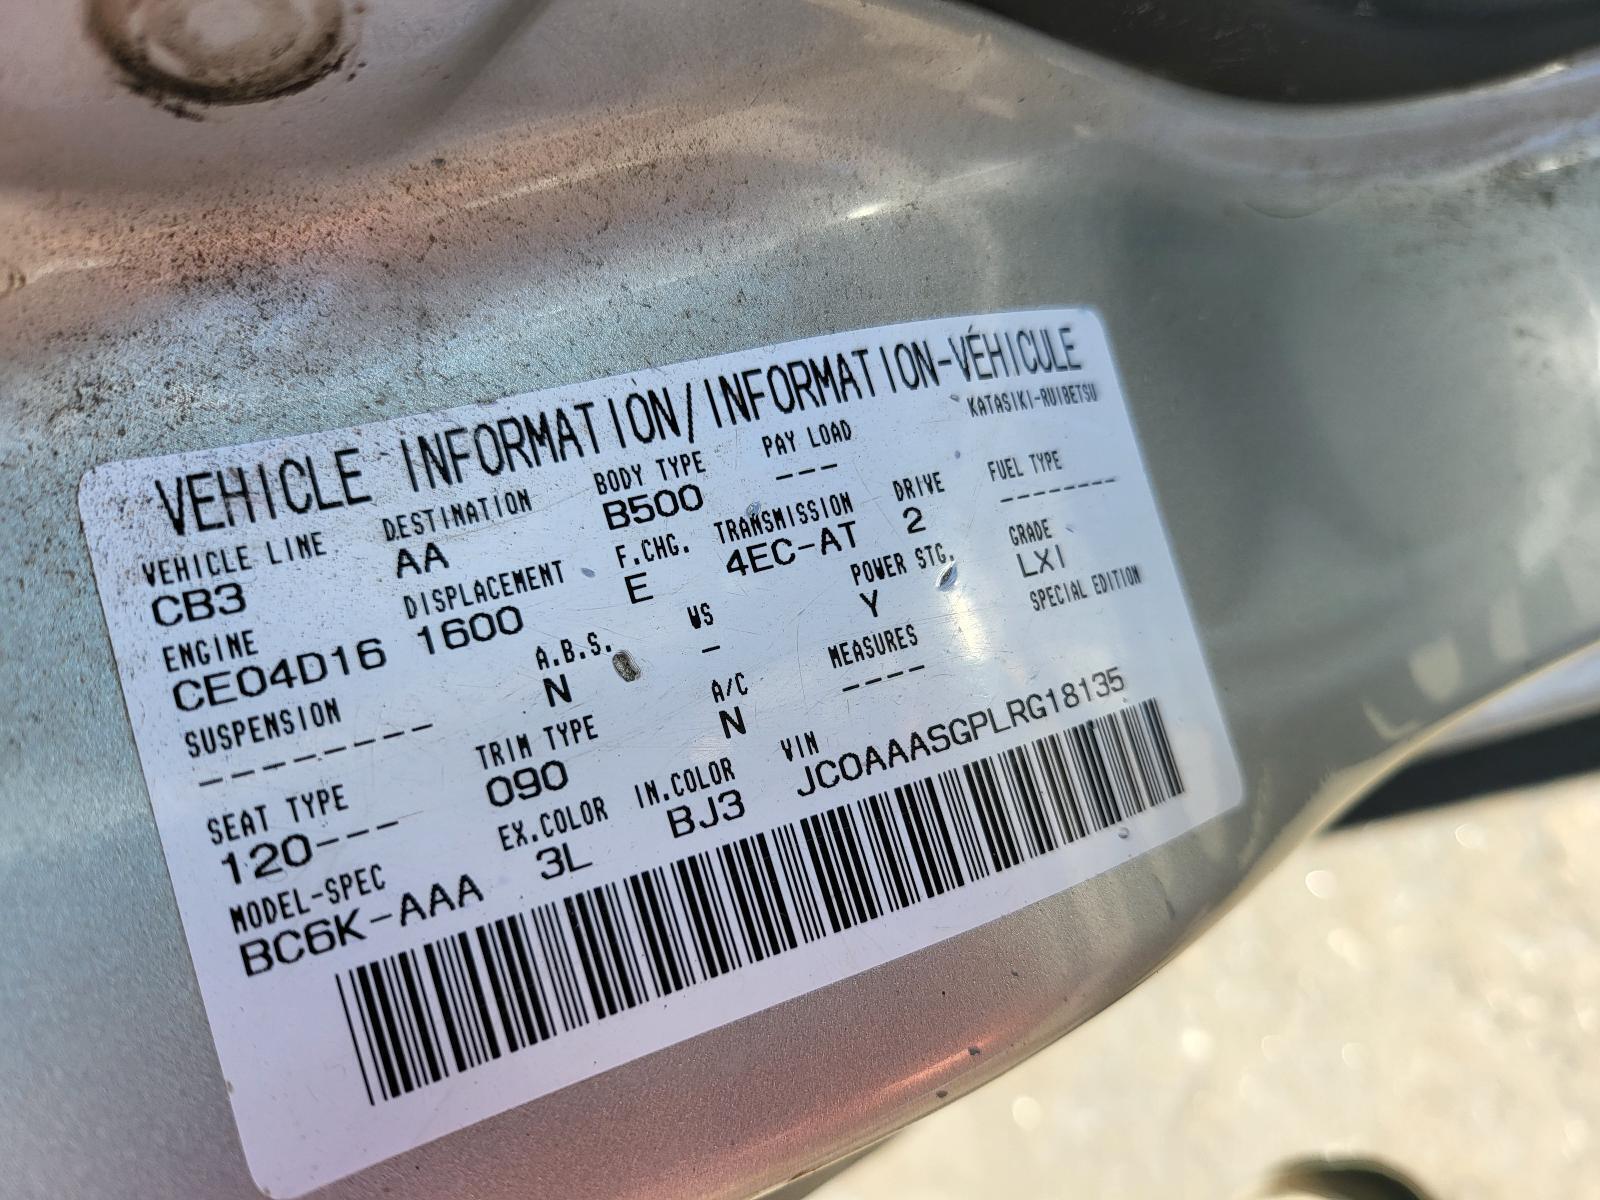 VEHICLE INFORMATION/INFORMATION-VÉHICULE
VEHICLE LINE DESTINATION BODY TYPE PAY LOAD KATASIKI-RUIBETSU
CB3 AA B500 --- --------
ENGINE DISPLACEMENT F.CHG. TRANSMISSION DRIVE FUEL TYPE
CE04D16 1600 E 4EC-AT 2
SUSPENSION A.B.S. WS POWER STG. GRADE
-------- N - Y LXI
SEAT TYPE TRIM TYPE A/C MEASURES SPECIAL EDITION
120--- 090 N ----
MODEL-SPEC EX.COLOR IN.COLOR VIN
BC6K-AAA 3L BJ3 JC0AAASGPLRG18135